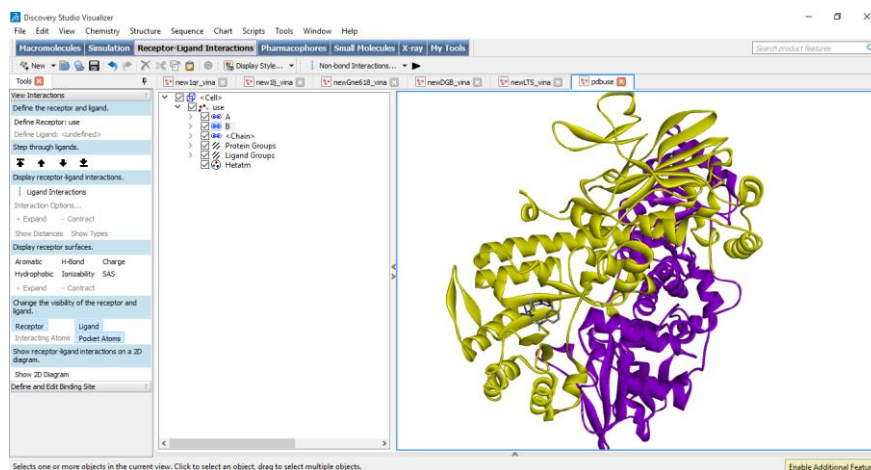 Discovery Studio Visualizer
File Edit View Chemistry Structure Sequence Chart Scripts Tools Window Help
Macromolecules Simulation Receptor-Ligand Interactions Pharmacophores Small Molecules X-ray My Tools
Search product features
New Display Style... Non-bond Interactions...
Tools
new1qr_vina new1lj_vina newGne618_vina newDGB_vina newLTS_vina pdbuse
View Interactions
Define the receptor and ligand.
Define Receptor: use
Define Ligand: <undefined>
Step through ligands.
Display receptor-ligand interactions.
Ligand Interactions
Interaction Options...
+ Expand - Contract
Show Distances Show Types
Display receptor surfaces.
Aromatic H-Bond Charge
Hydrophobic Ionizability SAS
+ Expand - Contract
Change the visibility of the receptor and
ligand.
Receptor Ligand
Interacting Atoms Pocket Atoms
Show receptor-ligand interactions on a 2D
diagram.
Show 2D Diagram
Define and Edit Binding Site
<Cell>
use
A
B
<Chain>
Protein Groups
Ligand Groups
Hetatm
Selects one or more objects in the current view. Click to select an object, drag to select multiple objects.
Enable Additional Featur